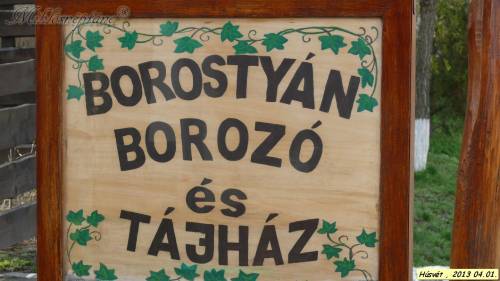 BOROSTYÁN
BOROZÓ
és
TÁJHÁZ
Húsvét , 2013 04.01.